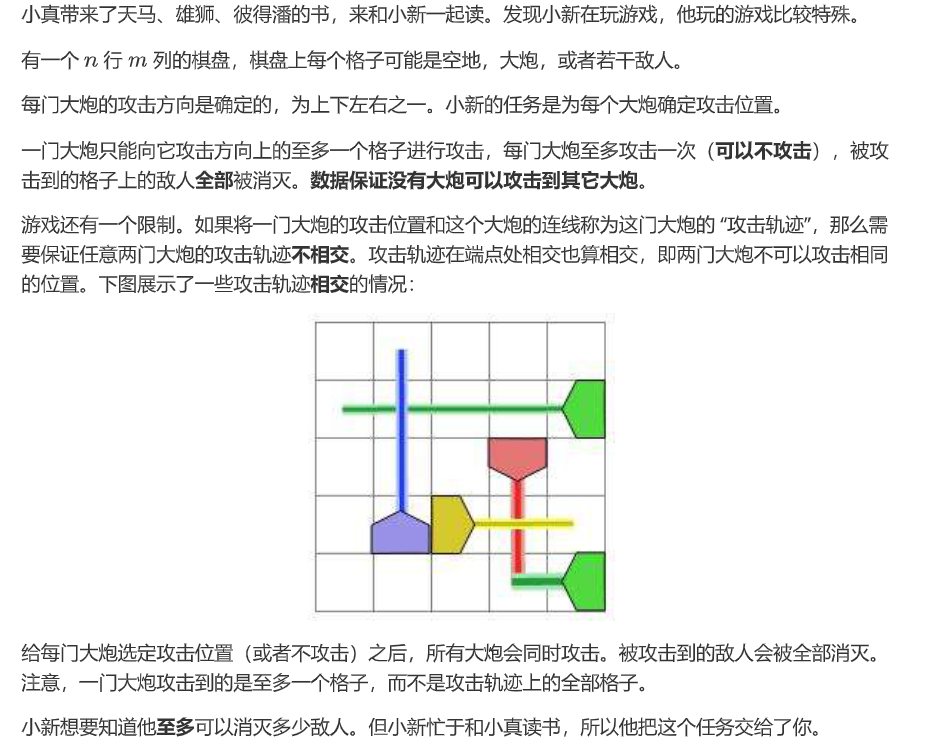 小真带来了天马、雄狮、彼得潘的书，来和小新一起读。发现小新在玩游戏，他玩的游戏比较特殊。
有一个 n 行 m 列的棋盘，棋盘上每个格子可能是空地，大炮，或者若干敌人。
每门大炮的攻击方向是确定的，为上下左右之一。小新的任务是为每个大炮确定攻击位置。
一门大炮只能向它攻击方向上的至多一个格子进行攻击，每门大炮至多攻击一次（可以不攻击），被攻
击到的格子上的敌人全部被消灭。数据保证没有大炮可以攻击到其它大炮。
游戏还有一个限制。如果将一门大炮的攻击位置和这个大炮的连线称为这门大炮的 “攻击轨迹”，那么需
要保证任意两门大炮的攻击轨迹不相交。攻击轨迹在端点处相交也算相交，即两门大炮不可以攻击相同
的位置。下图展示了一些攻击轨迹相交的情况：
给每门大炮选定攻击位置（或者不攻击）之后，所有大炮会同时攻击。被攻击到的敌人会被全部消灭。
注意，一门大炮攻击到的是至多一个格子，而不是攻击轨迹上的全部格子。
小新想要知道他至多可以消灭多少敌人。但小新忙于和小真读书，所以他把这个任务交给了你。